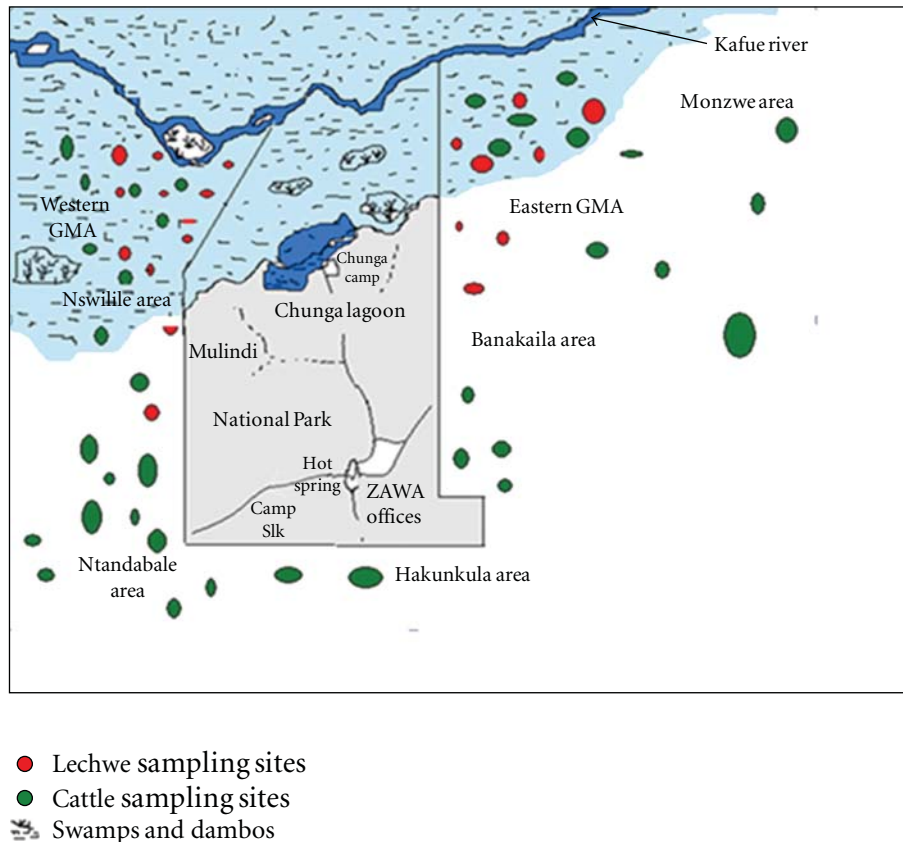 Kafue river
Monzwe area
Western
GMA
Eastern GMA
Chunga
camp
Nswilile area
Chunga lagoon
Mulindi
Banakaila area
National Park
Hot
spring
ZAWA
offices
Camp
Slk
Ntandabale
area
Hakunkula area
Lechwe sampling sites
Cattle sampling sites
Swamps and dambos